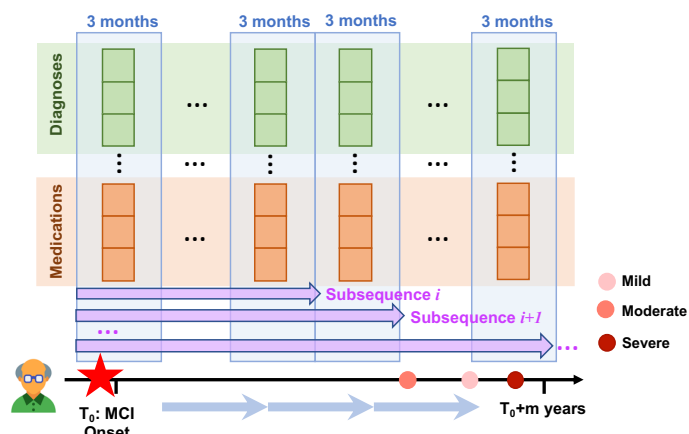 3 months 3 months 3 months 3 months
Diagnoses
... ...
... ... ... ... ... ...
Medications
... ...
Subsequence i
Subsequence i+1
...
...
Mild
Moderate
Severe
T0: MCI
Onset
T0+m years